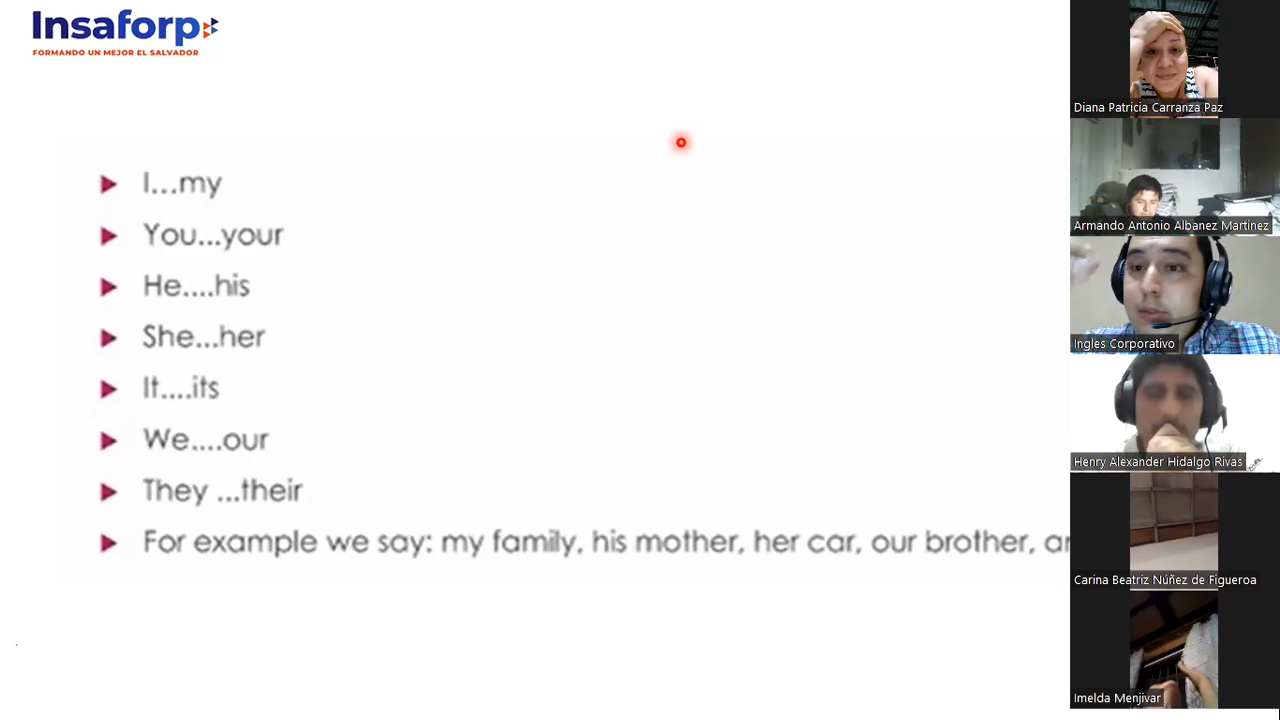 Insaforp
FORMANDO UN MEJOR EL SALVADOR
I...my
You...your
He....his
She...her
It....its
We....our
They ...their
For example we say: my family, his mother, her car, our brother,
Diana Patricia Carranza Paz
Armando Antonio Albanez Martinez
Ingles Corporativo
Henry Alexander Hidalgo Rivas
Carina Beatriz Núñez de Figueroa
Imelda Menjivar